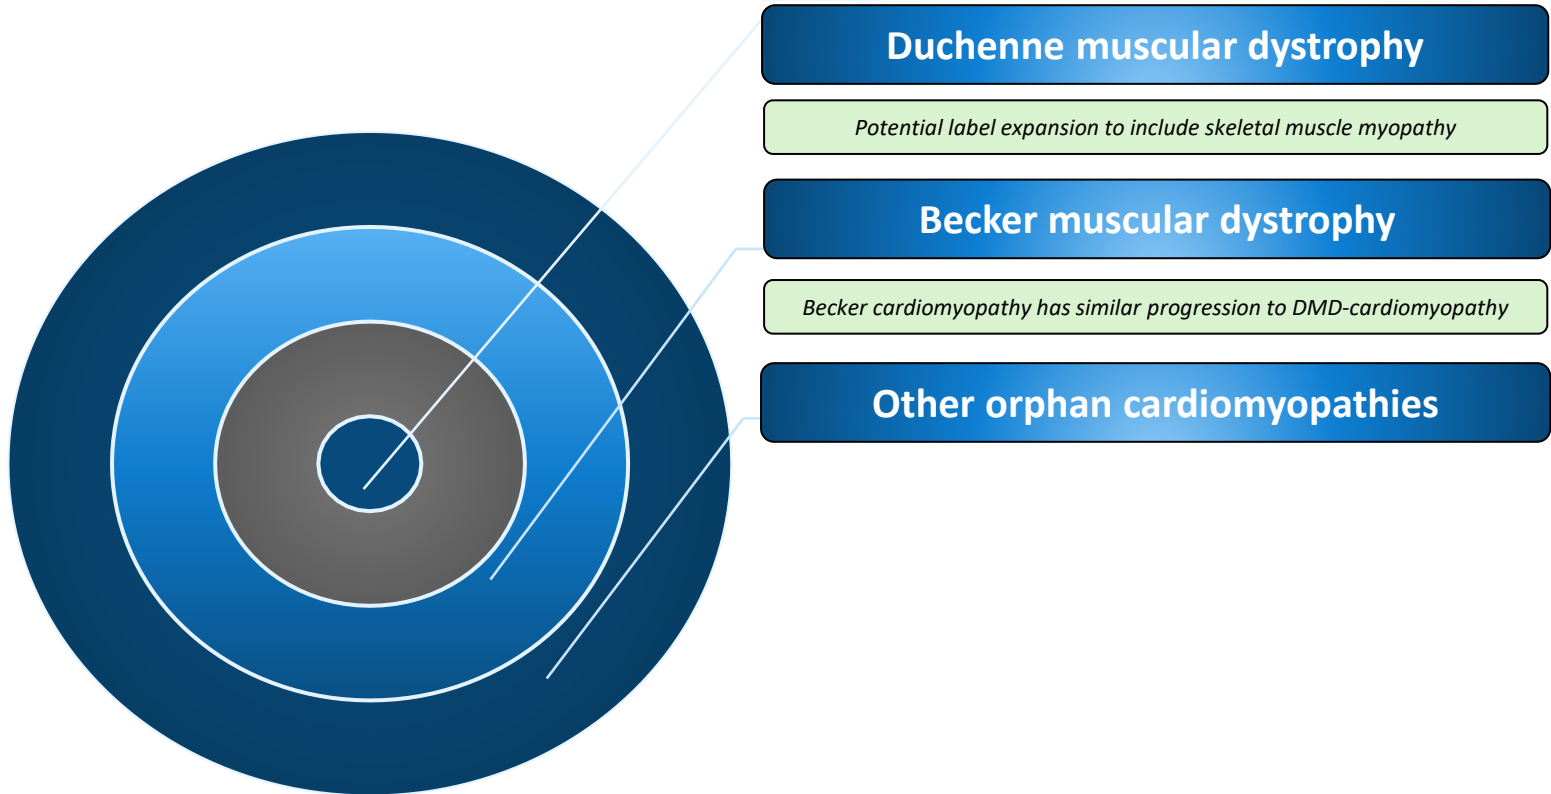 Duchenne muscular dystrophy
Potential label expansion to include skeletal muscle myopathy
Becker muscular dystrophy
Becker cardiomyopathy has similar progression to DMD-cardiomyopathy
Other orphan cardiomyopathies